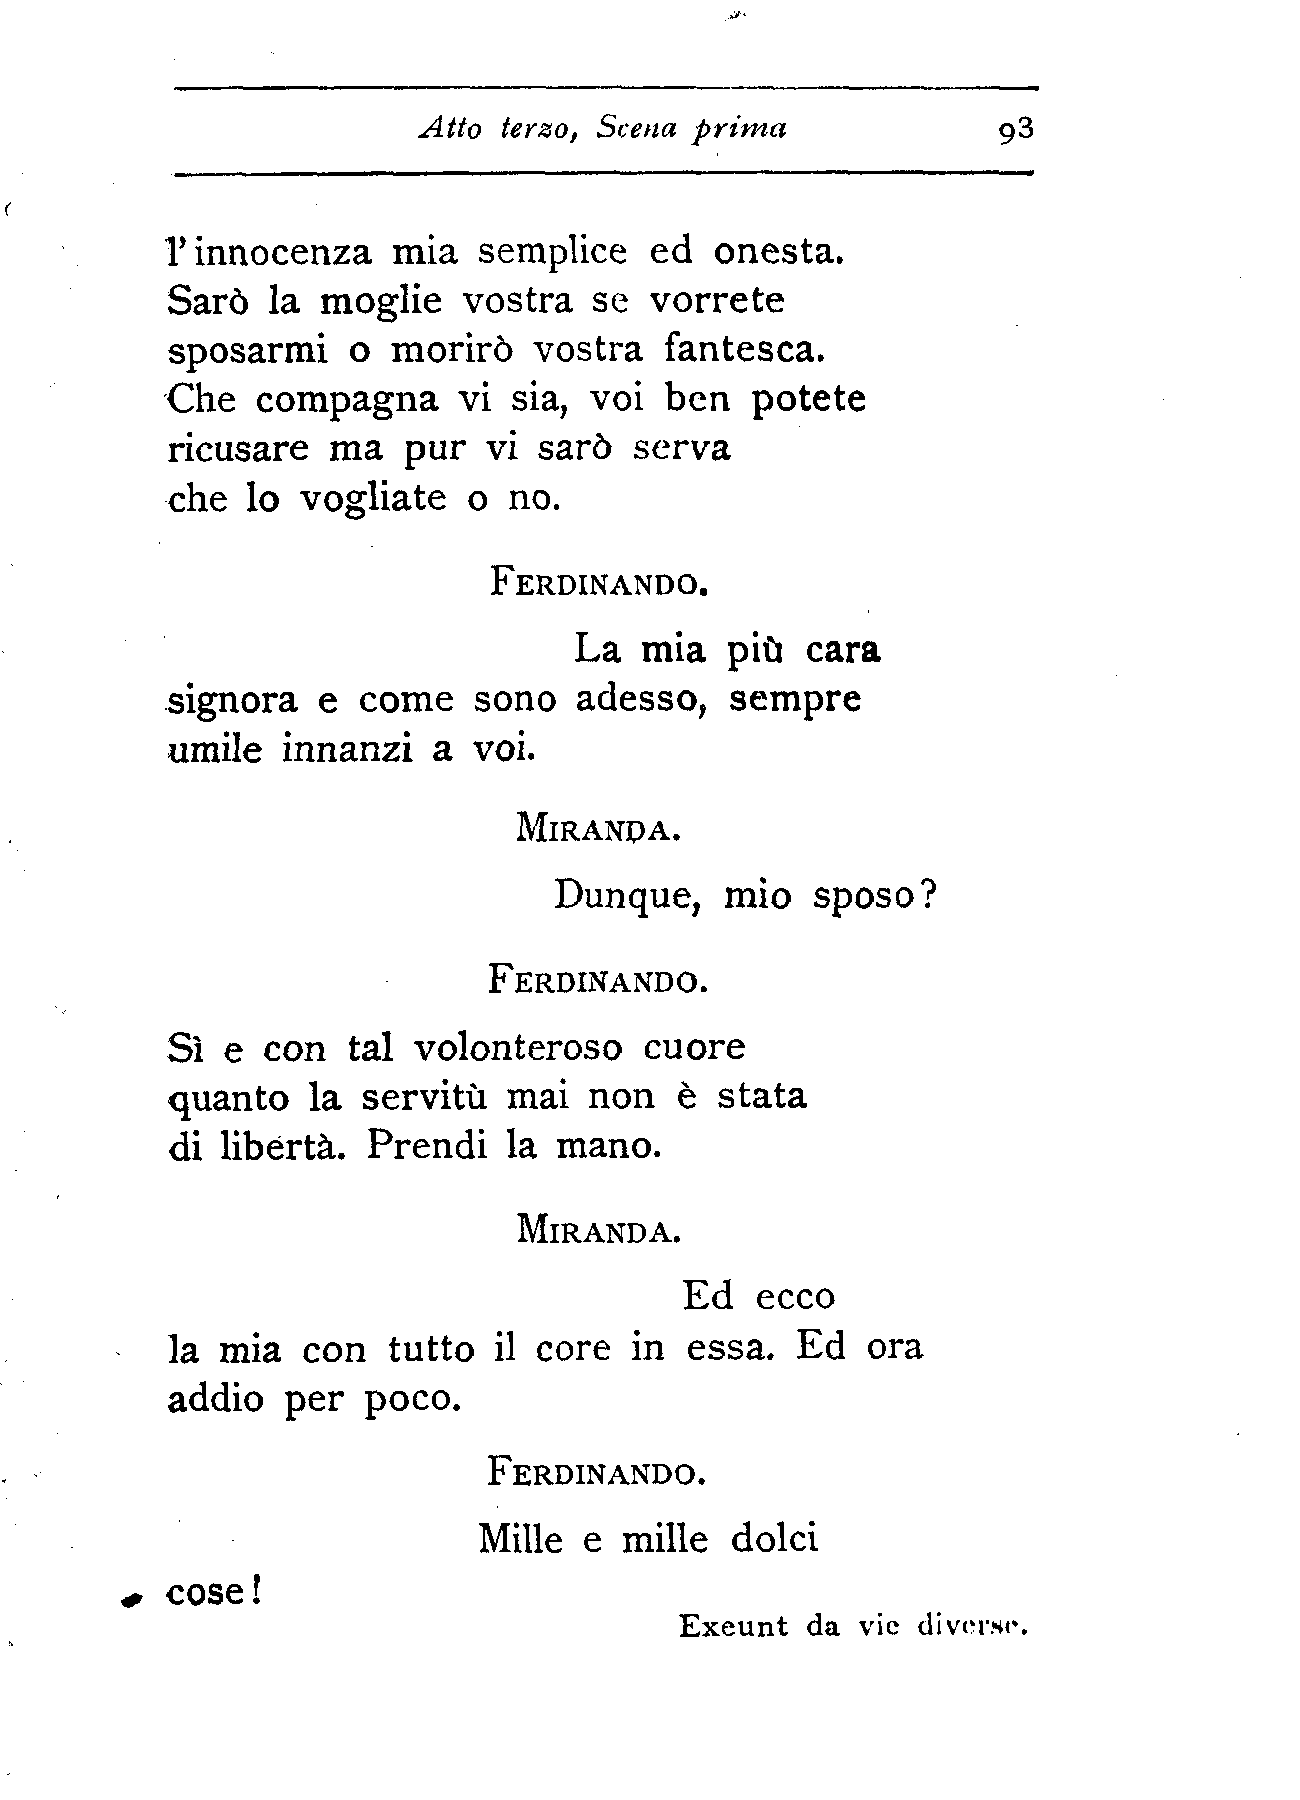 Atto terzo, Scena prima 93
l'innocenza mia semplice ed onesta.
Sarò la moglie vostra se vorrete
sposarmi o morirò vostra fantesca.
Che compagna vi sia, voi ben potete
ricusare ma pur vi sarò serva
che lo vogliate o no.
FERDINANDO.
La mia più cara
signora e come sono adesso, sempre
umile innanzi a voi.
MIRANDA.
Dunque, mio sposo?
FERDINANDO.
Sì e con tal volonteroso cuore
quanto la servitù mai non è stata
di libertà. Prendi la mano.
MIRANDA.
Ed ecco
la mia con tutto il core in essa. Ed ora
addio per poco.
FERDINANDO.
Mille e mille dolci
cose!
Exeunt da vie diverse.